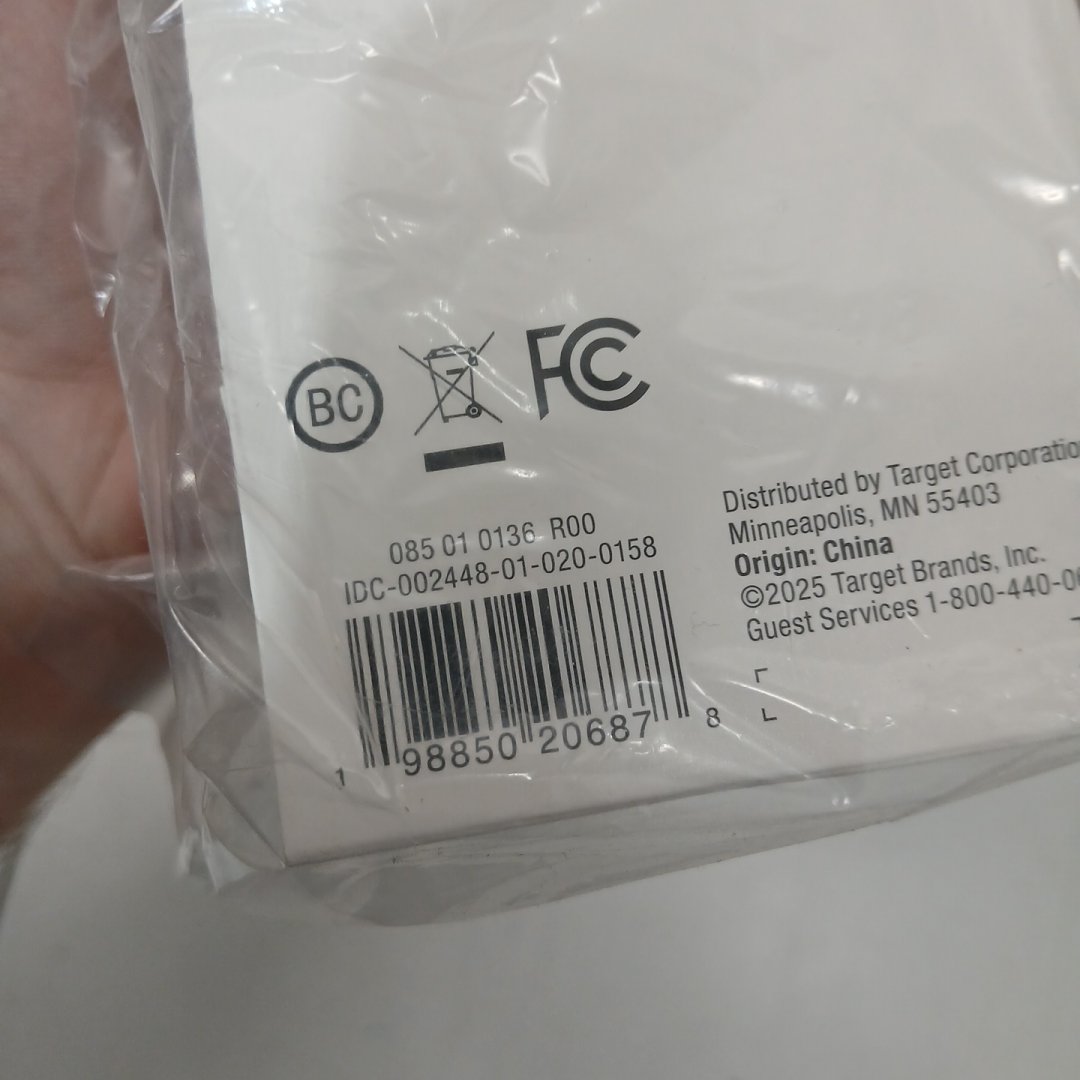 BC
FC
085 01 0136 R00
IDC-002448-01-020-0158
1 98850 20687 8
Distributed by Target
Minneapolis, MN 55403
Origin: China
©2025 Target Brands, Inc.
Guest Services 1-800-440-